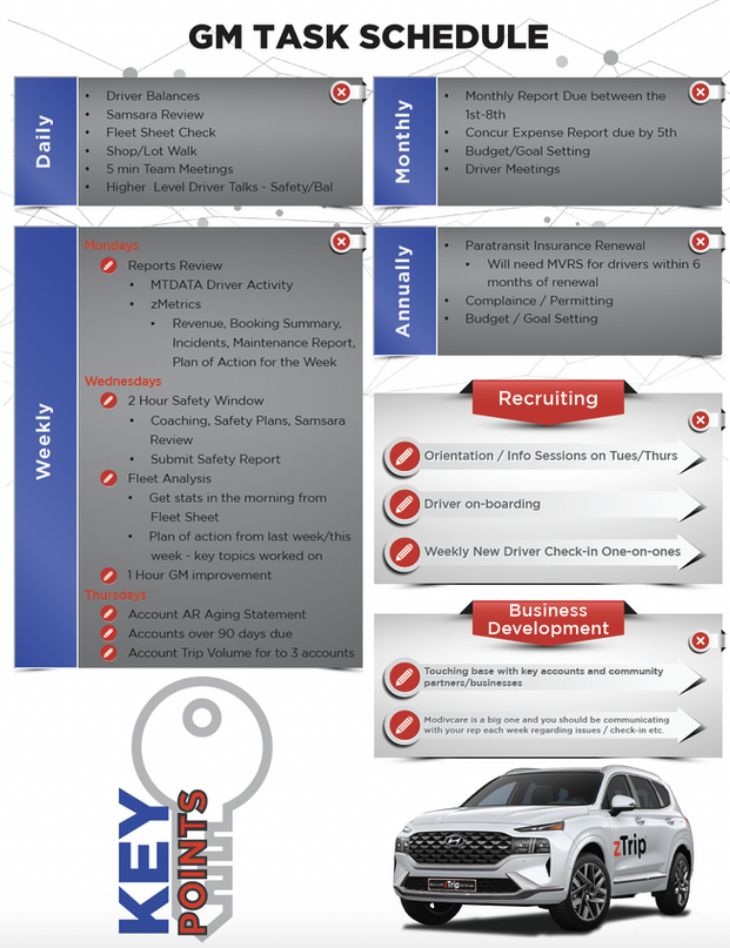 GM TASK SCHEDULE
Daily
• Driver Balances
• Samsara Review
• Fleet Sheet Check
• Shop/Lot Walk
• 5 min Team Meetings
• Higher Level Driver Talks - Safety/Bal
Monthly
• Monthly Report Due between the
1st-8th
• Concur Expense Report due by 5th
• Budget/Goal Setting
• Driver Meetings
Weekly
Mondays
Reports Review
• MTDATA Driver Activity
• zMetrics
• Revenue, Booking Summary,
Incidents, Maintenance Report,
Plan of Action for the Week
Wednesdays
2 Hour Safety Window
• Coaching, Safety Plans, Samsara
Review
• Submit Safety Report
Fleet Analysis
• Get stats in the morning from
Fleet Sheet
• Plan of action from last week/this
week - key topics worked on
1 Hour GM improvement
Thursdays
Account AR Aging Statement
Accounts over 90 days due
Account Trip Volume for to 3 accounts
Annually
• Paratransit Insurance Renewal
• Will need MVRS for drivers within 6
months of renewal
• Complaince / Permitting
• Budget / Goal Setting
Recruiting
Orientation / Info Sessions on Tues/Thurs
Driver on-boarding
Weekly New Driver Check-in One-on-ones
Business
Development
Touching base with key accounts and community
partners/businesses
Modivcare is a big one and you should be communicating
with your rep each week regarding issues / check-in etc.
KEY
POINTS
zTrip
zTrip